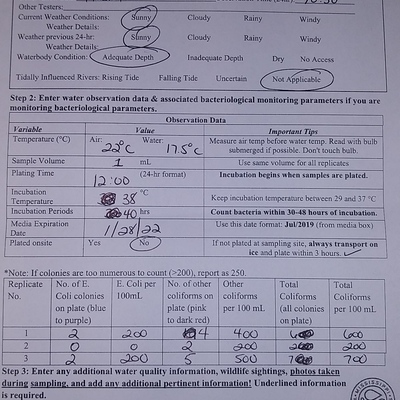 Other Testers:
Current Weather Conditions: Sunny Cloudy Rainy Windy
Weather Details:
Weather previous 24-hr: Sunny Cloudy Rainy Windy
Weather Details:
Waterbody Condition: Adequate Depth Inadequate Depth Dry No Access
Tidally Influenced Rivers: Rising Tide Falling Tide Uncertain Not Applicable
Step 2: Enter water observation data & associated bacteriological monitoring parameters if you are
monitoring bacteriological parameters.
Observation Data
Variable Value Important Tips
Temperature (°C) Air: 22°C Water: 17.5°C Measure air temp before water temp. Read with bulb
submerged if possible. Don't touch bulb.
Sample Volume 1 mL Use same volume for all replicates
Plating Time 12:00 (24-hr format) Incubation begins when samples are plated.
Incubation
Temperature 38 °C Keep incubation temperature between 29 and 37 °C
Incubation Periods 40 hrs Count bacteria within 30-48 hours of incubation.
Media Expiration
Date 1/28/22 Use this date format: Jul/2019 (from media box)
Plated onsite Yes No If not plated at sampling site, always transport on
ice and plate within 3 hours. ✓
*Note: If colonies are too numerous to count (>200), report as 250.
Replicate No. of E. E. Coli per No. of other Other Total Total
No. Coli colonies 100mL coliforms on coliforms Coliforms Coliforms
on plate (blue plate (pink per 100 mL (all colonies per 100 mL
to purple) to dark red) on plate)
1 2 200 4 400 6 600
2 0 0 2 200 2 200
3 2 200 5 500 7 700
Step 3: Enter any additional water quality information, wildlife sightings, photos taken
during sampling, and add any additional pertinent information! Underlined information
is required.
MISSISSIPPI